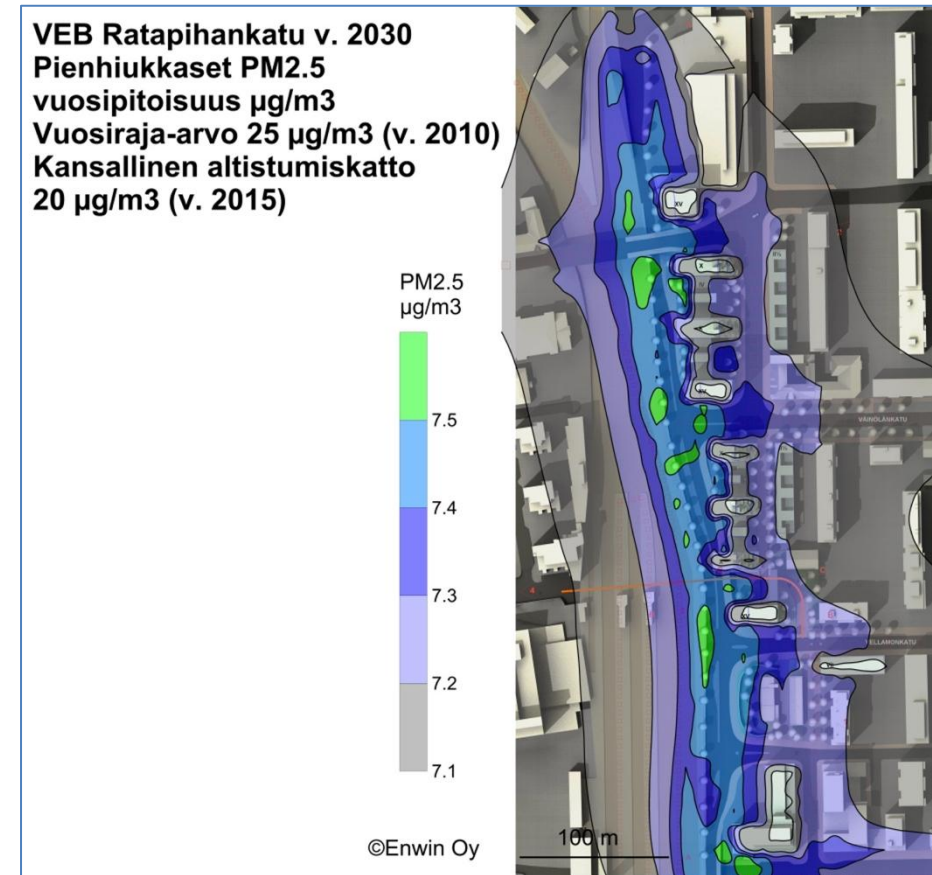 VEB Ratapihankatu v. 2030
Pienhiukkaset PM2.5
vuosipitoisuus µg/m3
Vuosiraja-arvo 25 µg/m3 (v. 2010)
Kansallinen altistumiskatto
20 µg/m3 (v. 2015)
PM2.5
µg/m3
7.5
7.4
7.3
7.2
7.1
©Enwin Oy
XV
X
VÄINÖLÄNKATU
VELLAMONKATU
100 m